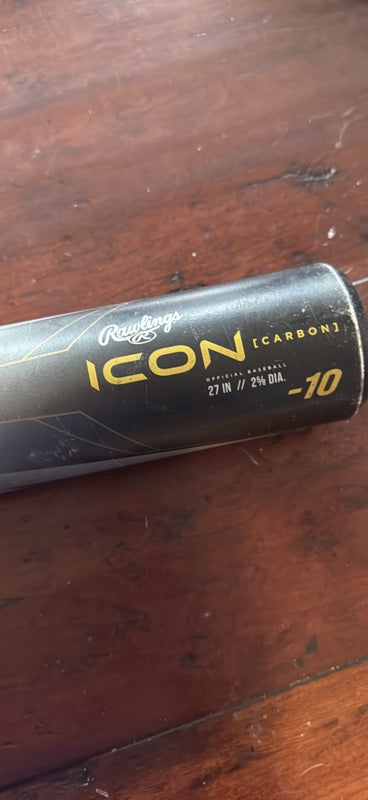 Rawlings
R
ICON [CARBON]
OFFICIAL BASEBALL
27 IN // 2⅝ DIA.
-10